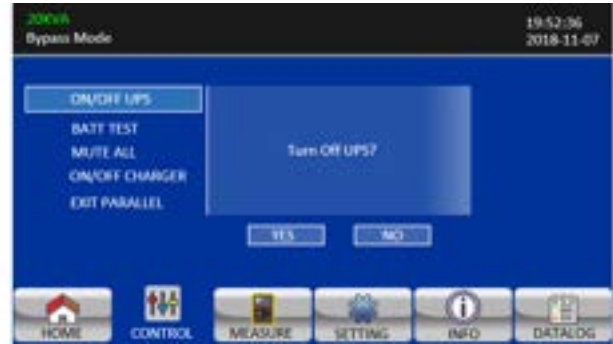 20KVA
Bypass Mode
19:52:36
2018-11-07
ON/OFF UPS
BATT TEST
MUTE ALL
ON/OFF CHARGER
EXIT PARALLEL
Turn Off UPS?
YES
NO
HOME
CONTROL
MEASURE
SETTING
INFO
DATALOG